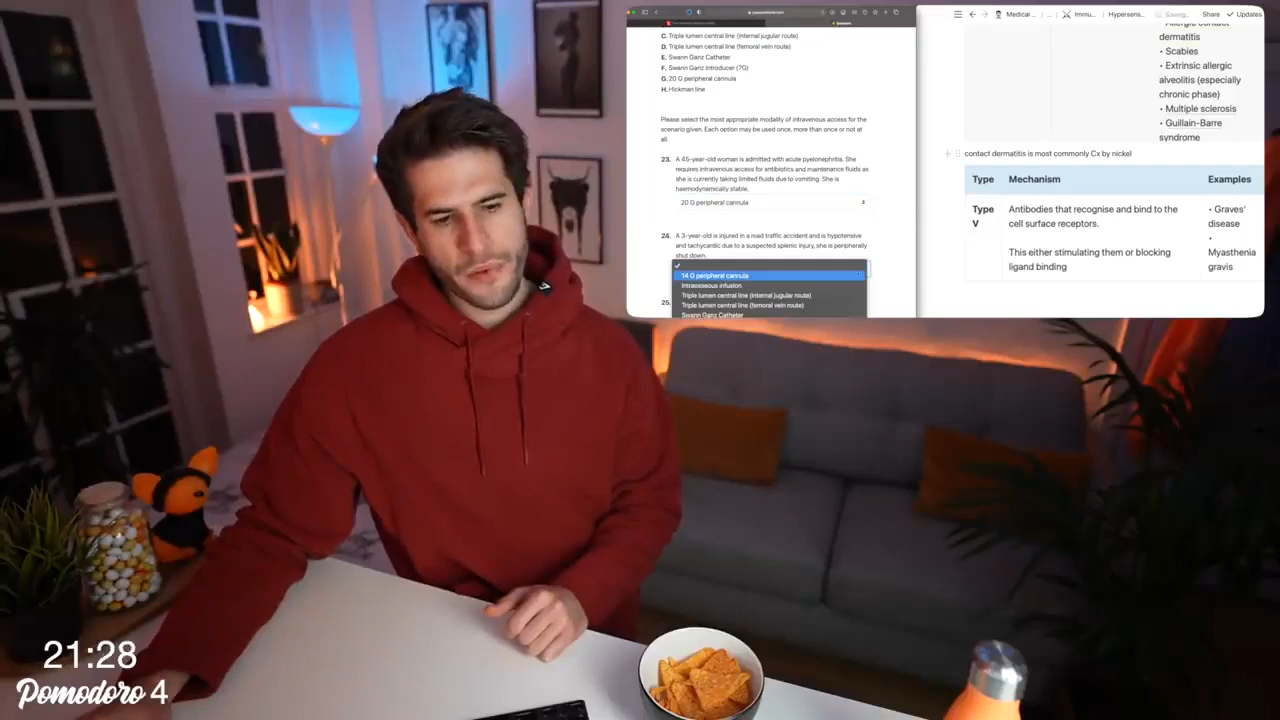 C. Triple lumen central line (internal jugular route)
D. Triple lumen central line (femoral vein route)
E. Swann Ganz Catheter
F. Swann Ganz introducer (7G)
G. 20 G peripheral cannula
H. Hickman line
Please select the most appropriate modality of intravenous access for the
scenario given. Each option may be used once, more than once or not at
all.
23. A 45-year-old woman is admitted with acute pyelonephritis. She
requires intravenous access for antibiotics and maintenance fluids as
she is currently taking limited fluids due to vomiting. She is
haemodynamically stable.
20 G peripheral cannula
24. A 3-year-old is injured in a road traffic accident and is hypotensive
and tachycardic due to a suspected splenic injury, she is peripherally
shut down.
14 G peripheral cannula
Intraosseous infusion
Triple lumen central line (internal jugular route)
Triple lumen central line (femoral vein route)
Swann Ganz Catheter
25.
Medical ... / ... Immu... / Hypersens... Saving... Share Updates
Allergic contact
dermatitis
• Scabies
• Extrinsic allergic
alveolitis (especially
chronic phase)
• Multiple sclerosis
• Guillain-Barre
syndrome
contact dermatitis is most commonly Cx by nickel
Type Mechanism Examples
Type
V
Antibodies that recognise and bind to the
cell surface receptors.
This either stimulating them or blocking
ligand binding
• Graves'
disease
•
Myasthenia
gravis
21:28
Pomodoro 4